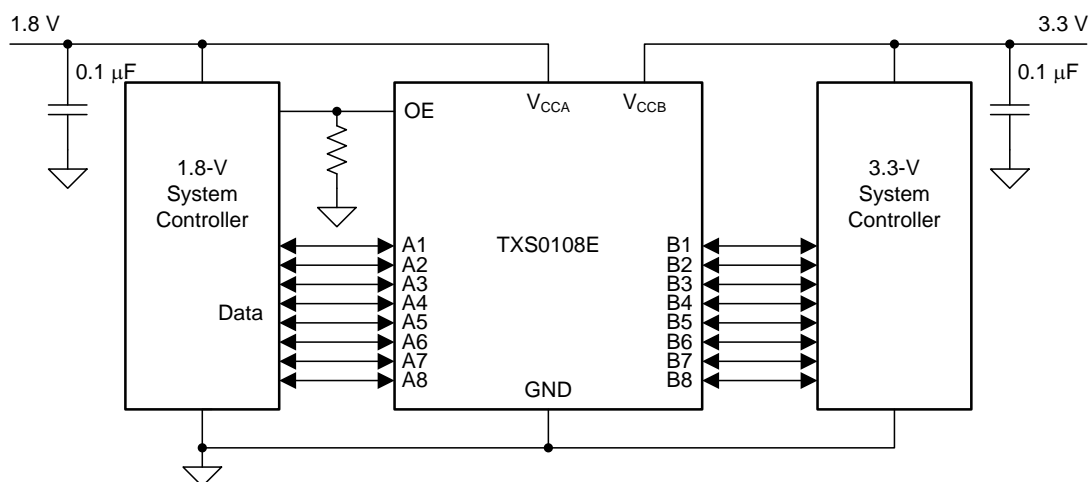 1.8 V
3.3 V
0.1 μF
0.1 μF
OE
VCCA
VCCB
1.8-V
System
Controller
3.3-V
System
Controller
TXS0108E
Data
A1
A2
A3
A4
A5
A6
A7
A8
B1
B2
B3
B4
B5
B6
B7
B8
GND